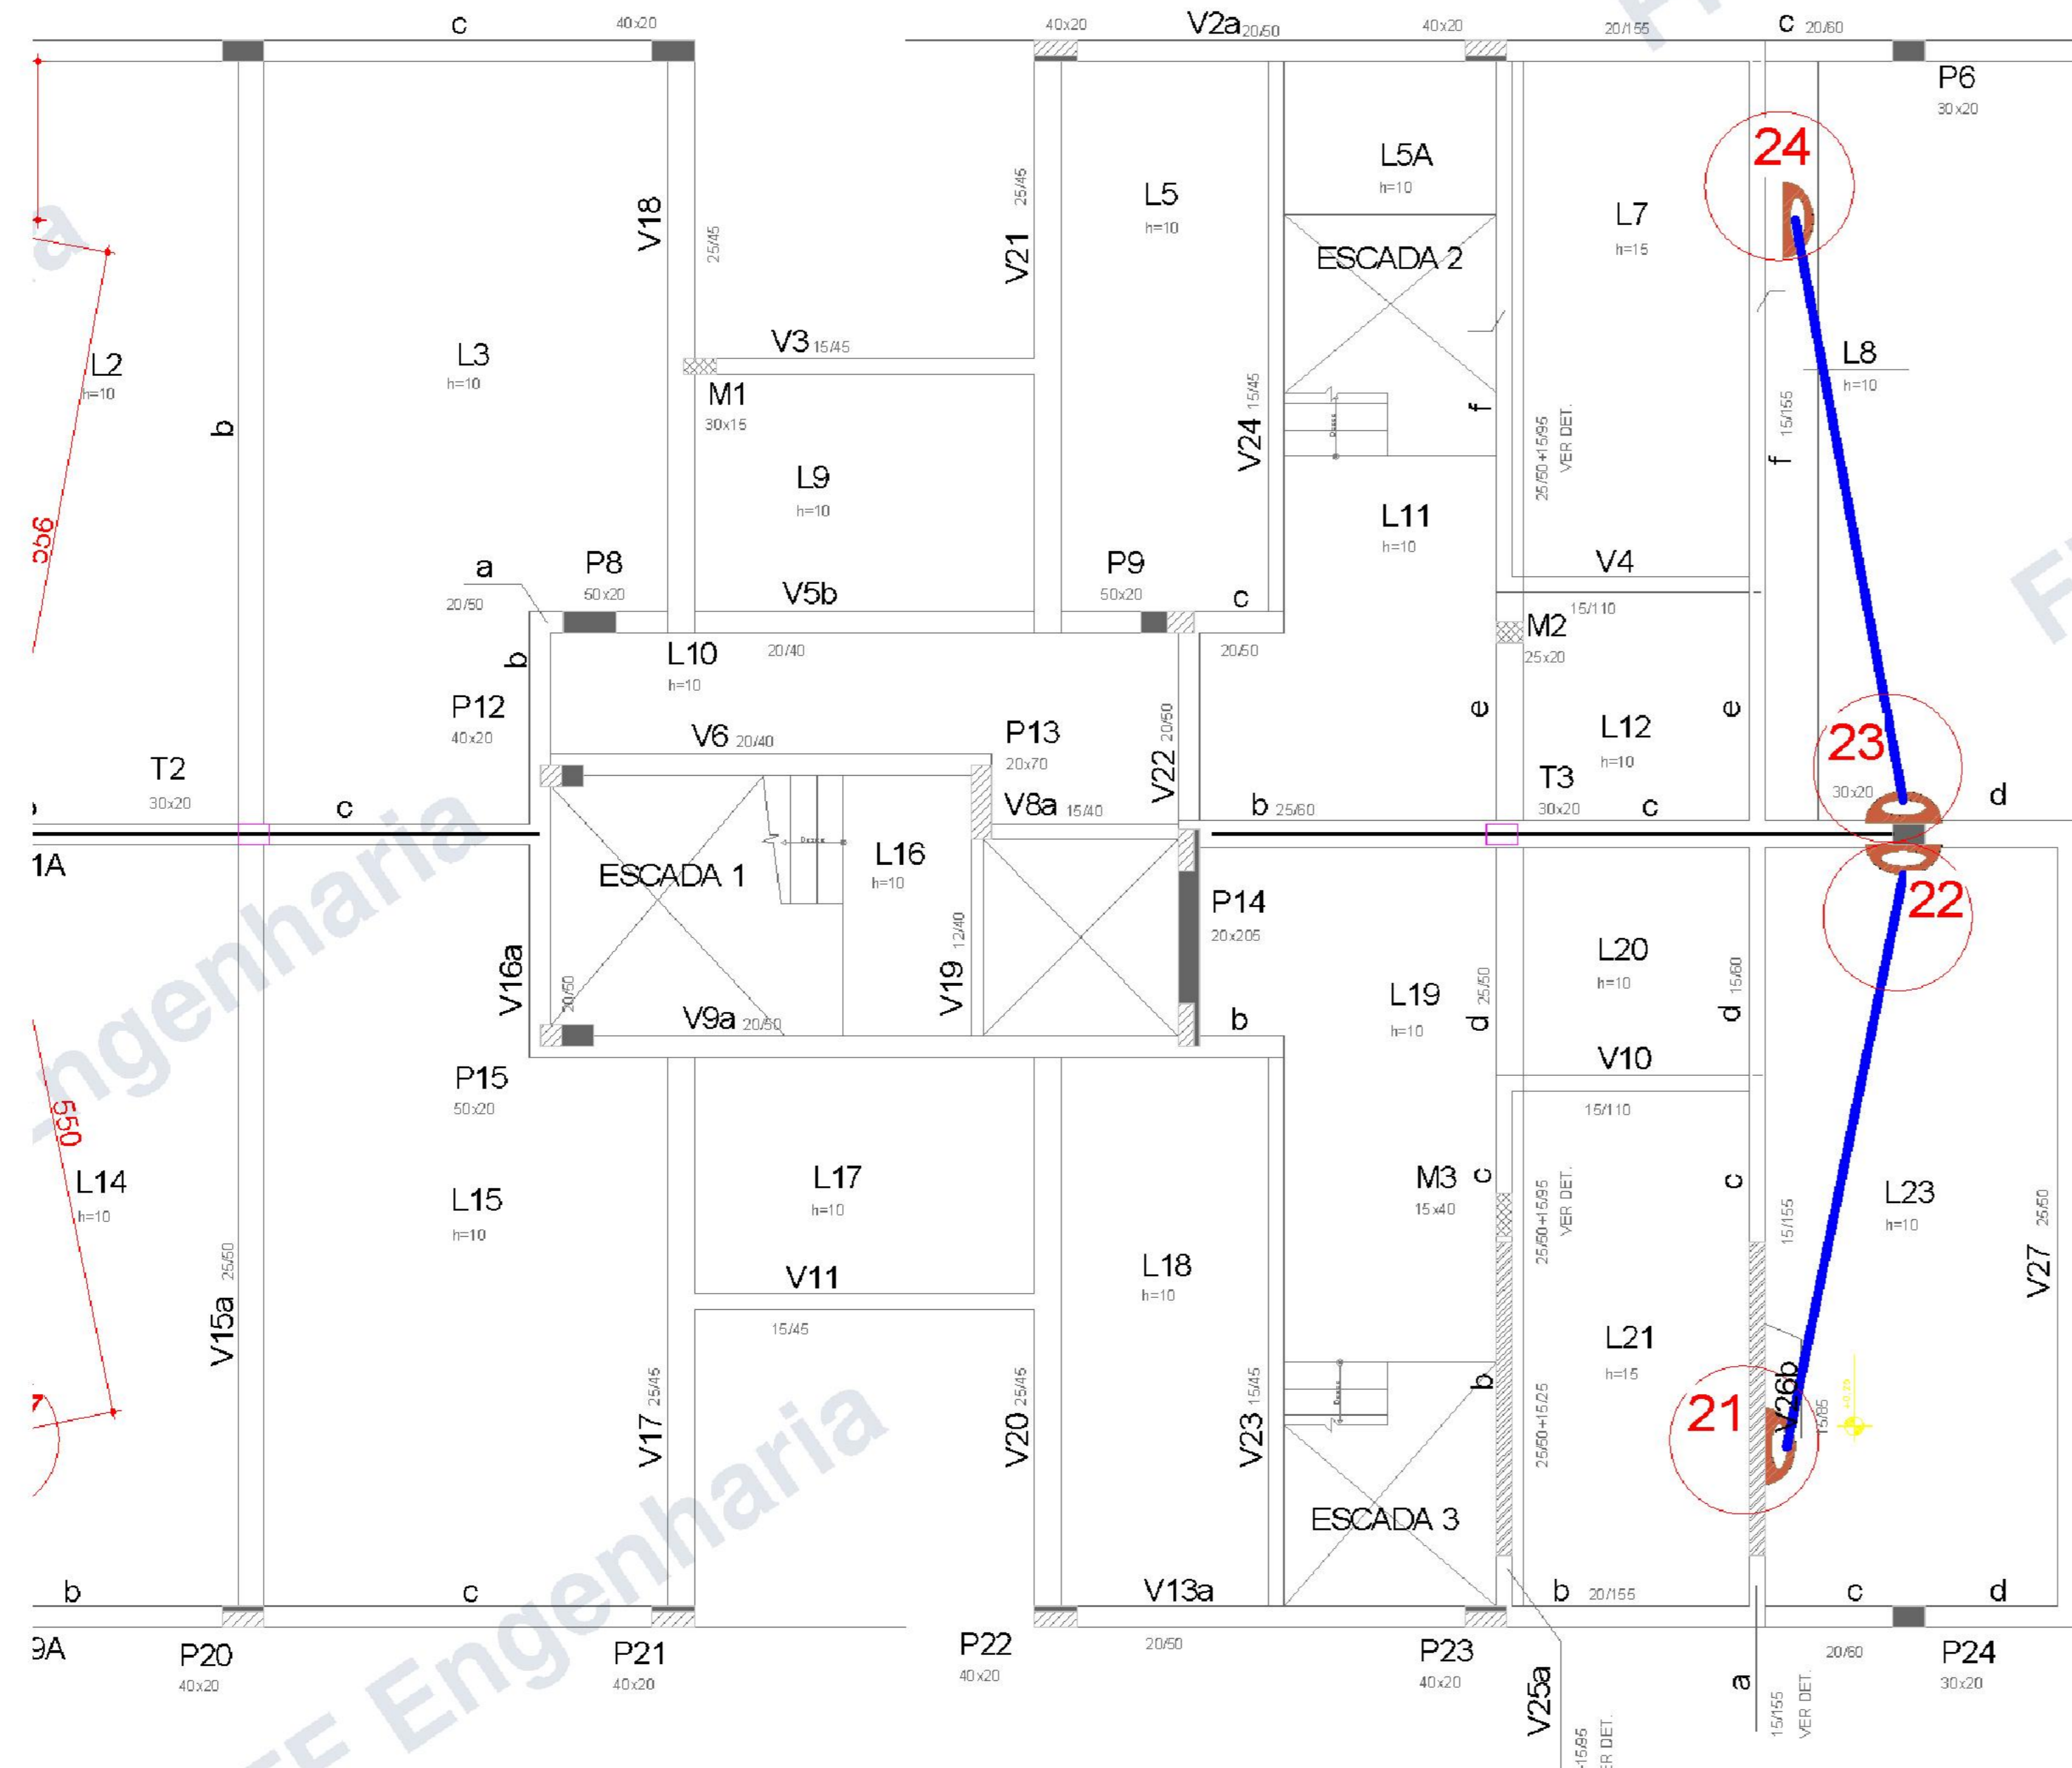 c
40x20
40x20
V2a 20/50
40x20
20/155
c 20/60
P6
30x20
24
L5A
h=10
L5
h=10
L7
h=15
V18
25/45
25/45
V21
ESCADA 2
L2
h=10
L3
h=10
V3 15/45
M1
30x15
L8
h=10
b
V24 15/45
f
25/50+15/95
VER DET.
15/155
f
L9
h=10
L11
h=10
a
20/50
P8
50x20
V5b
P9
50x20
c
V4
15/110
L10
h=10
20/40
20/50
M2
25x20
b
P12
40x20
V6 20/40
P13
20x70
V22 20/50
e
L12
h=10
e
23
30x20
T2
30x20
c
V8a 15/40
b 25/60
T3
30x20
c
d
1A
ESCADA 1
L16
h=10
P14
20x205
22
V16a
20/50
V19 12/40
V9a 20/50
b
L19
h=10
d 25/50
L20
h=10
d 15/60
V10
15/110
P15
50x20
550
L14
h=10
L15
h=10
L17
h=10
M3
15x40
c
25/50+15/95
VER DET.
c
15/155
L23
h=10
V27 25/50
V11
15/45
L18
h=10
V15a 25/50
L21
h=15
V17 25/45
V20 25/45
V23 15/45
b
25/50+15/25
21
V26b
15/85
ESCADA 3
b
c
V13a
b 20/155
c
d
9A
P20
40x20
P21
40x20
P22
40x20
20/50
P23
40x20
V25a
a
15/155
VER DET.
20/60
P24
30x20
Engenharia
FF Engenharia